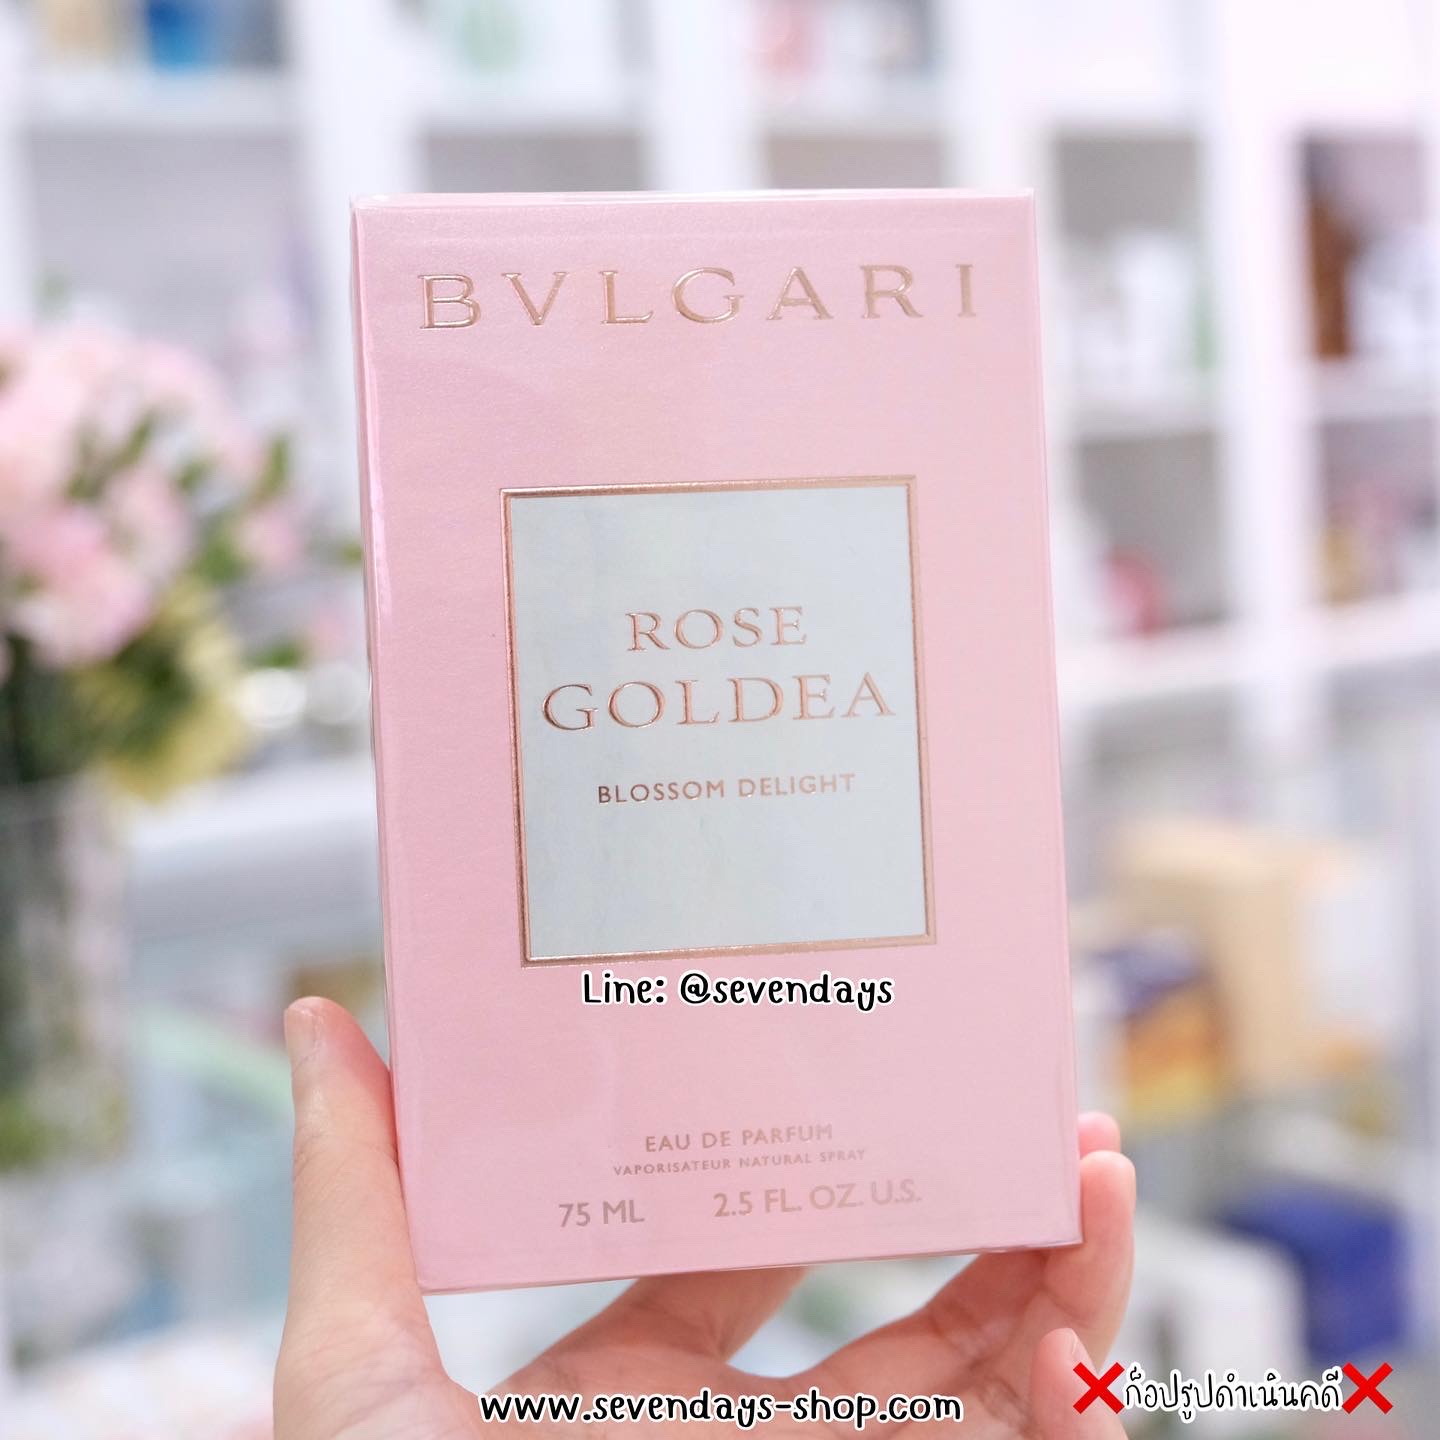 BVLGARI
ROSE
GOLDEA
BLOSSOM DELIGHT
Line: @sevendays
EAU DE PARFUM
VAPORISATEUR NATURAL SPRAY
75 ML 2.5 FL. OZ. U.S.
www.sevendays-shop.com
❌ก็อปรูปดำเนินคดี❌